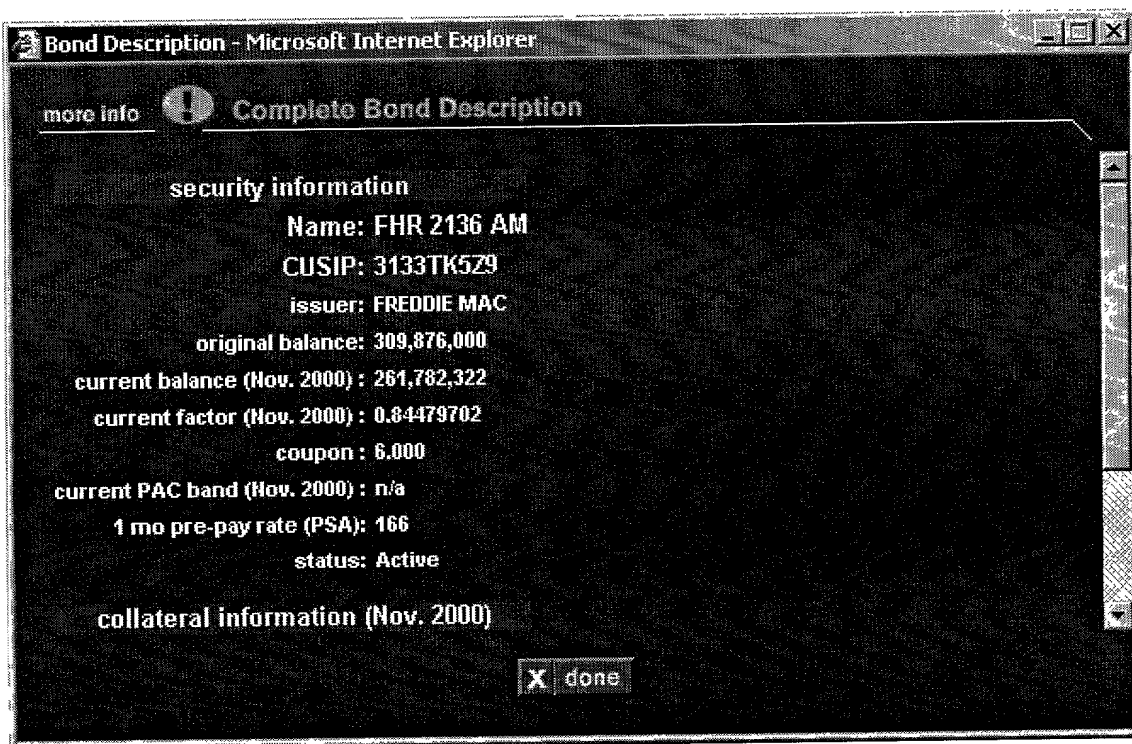 Bond Description - Microsoft Internet Explorer
more info ! Complete Bond Description
security information
Name: FHR 2136 AM
CUSIP: 3133TK5Z9
issuer: FREDDIE MAC
original balance: 309,876,000
current balance (Nov. 2000) : 261,782,322
current factor (Nov. 2000) : 0.84479702
coupon : 6.000
current PAC band (Nov. 2000) : n/a
1 mo pre-pay rate (PSA): 166
status: Active
collateral information (Nov. 2000)
X done